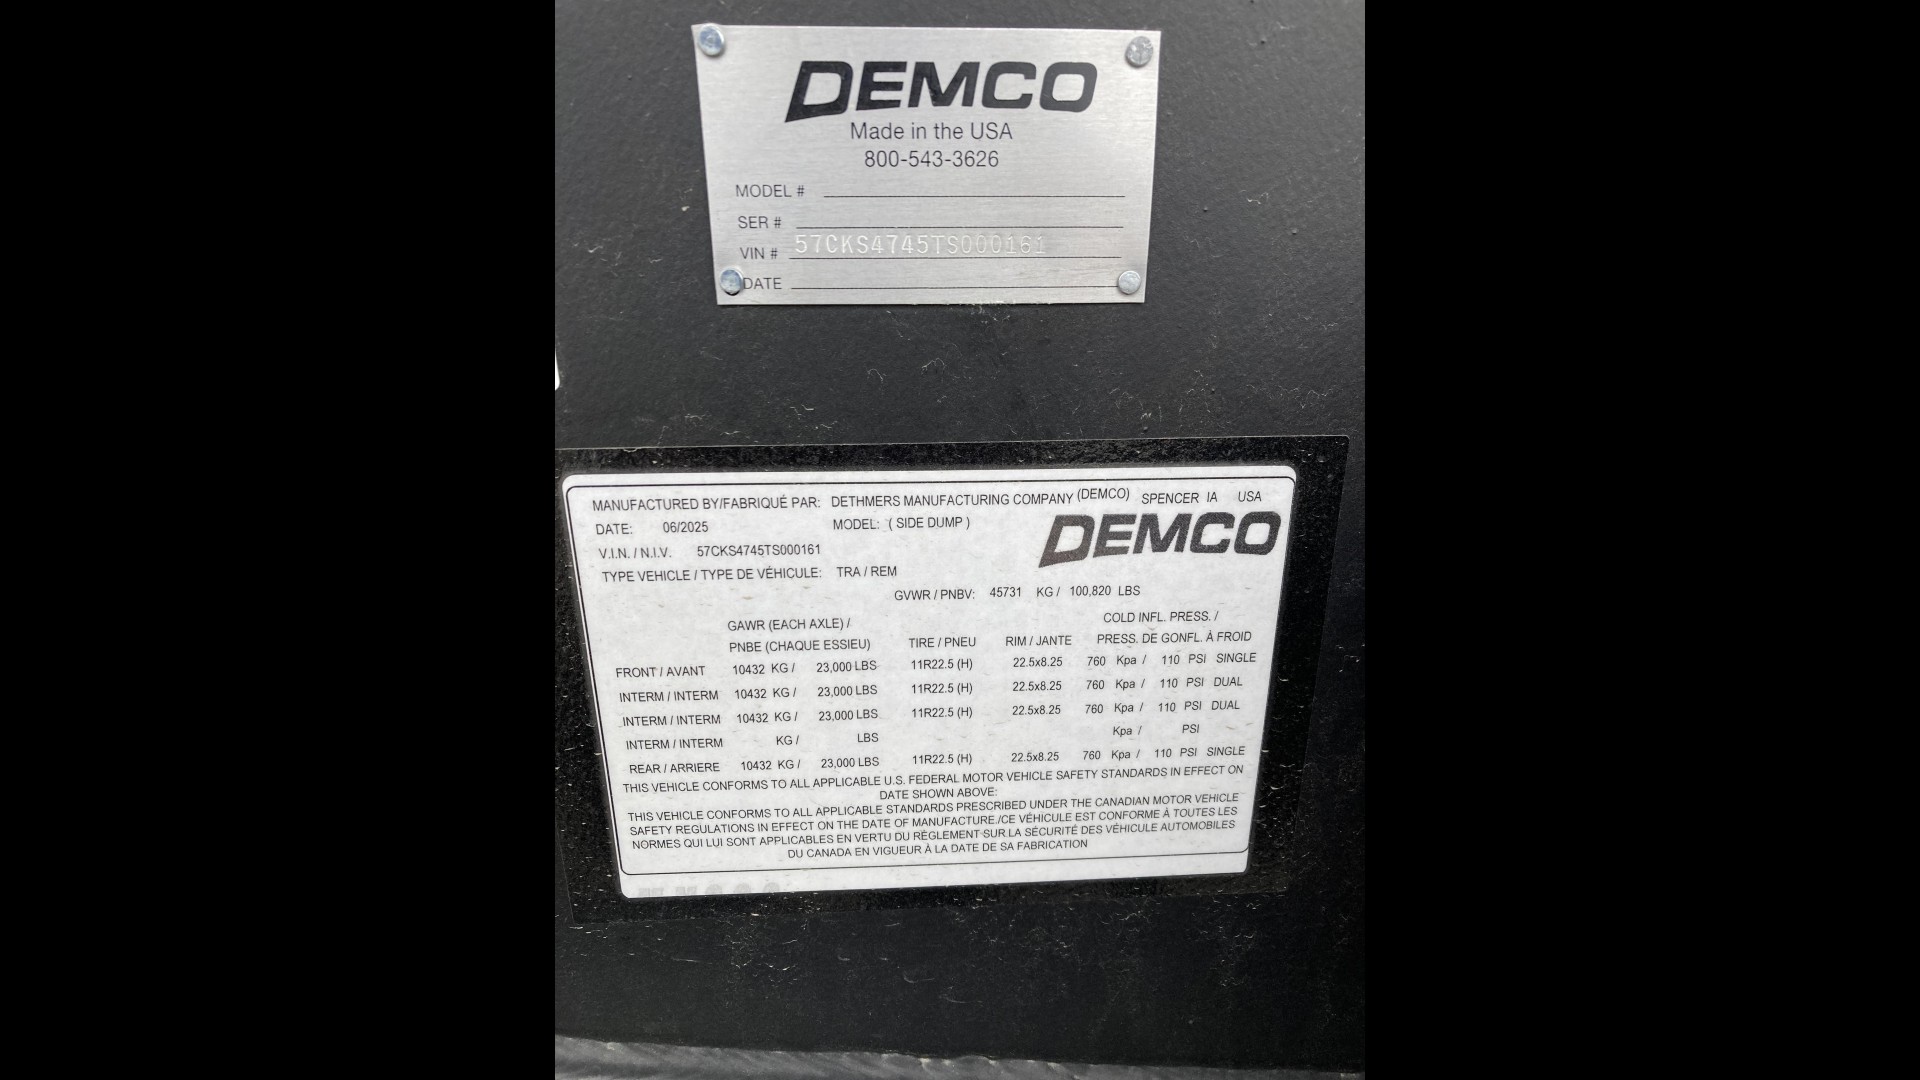 DEMCO
Made in the USA
800-543-3626
MODEL #
SER #
VIN # 57CKS4745TS000161
DATE
MANUFACTURED BY/FABRIQUÉ PAR: DETHMERS MANUFACTURING COMPANY (DEMCO) SPENCER IA USA
DATE: 06/2025 MODEL: ( SIDE DUMP )
DEMCO
V.I.N. / N.I.V. 57CKS4745TS000161
TYPE VEHICLE / TYPE DE VÉHICULE: TRA / REM
GVWR / PNBV: 45731 KG / 100,820 LBS
GAWR (EACH AXLE) / COLD INFL. PRESS. /
PNBE (CHAQUE ESSIEU) TIRE / PNEU RIM / JANTE PRESS. DE GONFL. À FROID
FRONT / AVANT 10432 KG / 23,000 LBS 11R22.5 (H) 22.5x8.25 760 Kpa / 110 PSI SINGLE
INTERM / INTERM 10432 KG / 23,000 LBS 11R22.5 (H) 22.5x8.25 760 Kpa / 110 PSI DUAL
INTERM / INTERM 10432 KG / 23,000 LBS 11R22.5 (H) 22.5x8.25 760 Kpa / 110 PSI DUAL
INTERM / INTERM KG / LBS Kpa / PSI
REAR / ARRIERE 10432 KG / 23,000 LBS 11R22.5 (H) 22.5x8.25 760 Kpa / 110 PSI SINGLE
THIS VEHICLE CONFORMS TO ALL APPLICABLE U.S. FEDERAL MOTOR VEHICLE SAFETY STANDARDS IN EFFECT ON
DATE SHOWN ABOVE:
THIS VEHICLE CONFORMS TO ALL APPLICABLE STANDARDS PRESCRIBED UNDER THE CANADIAN MOTOR VEHICLE
SAFETY REGULATIONS IN EFFECT ON THE DATE OF MANUFACTURE./CE VÉHICULE EST CONFORME À TOUTES LES
NORMES QUI LUI SONT APPLICABLES EN VERTU DU RÈGLEMENT SUR LA SÉCURITÉ DES VÉHICULE AUTOMOBILES
DU CANADA EN VIGUEUR À LA DATE DE SA FABRICATION